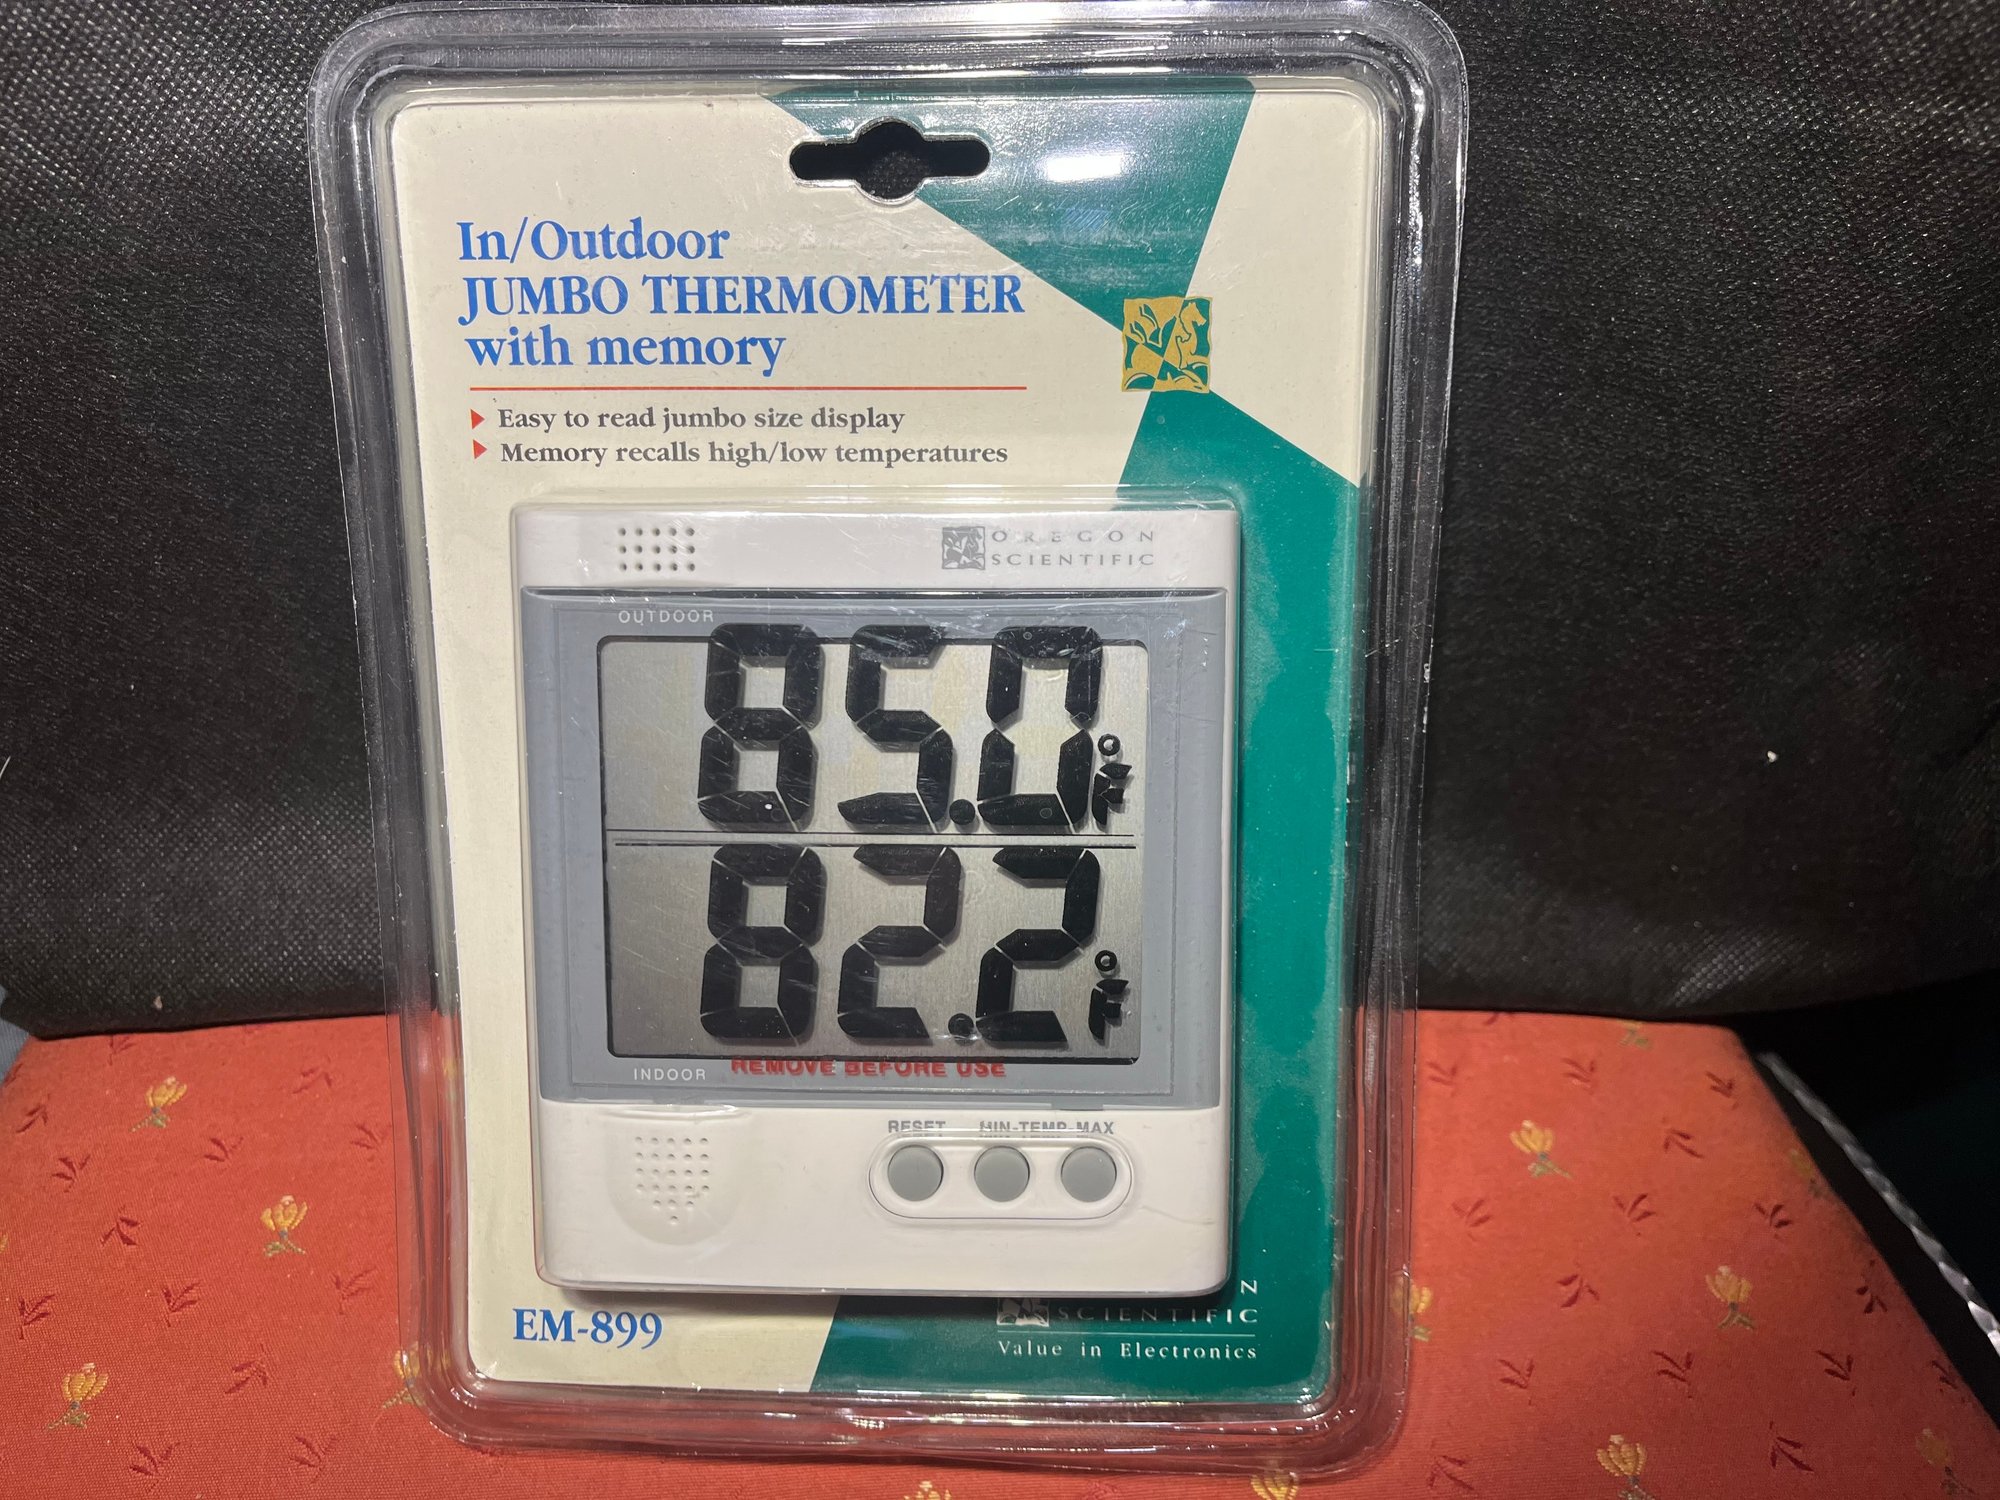 In/Outdoor
JUMBO THERMOMETER
with memory
Easy to read jumbo size display
Memory recalls high/low temperatures
OREGON
SCIENTIFIC
OUTDOOR
85.0°F
82.2°F
INDOOR
REMOVE BEFORE USE
RESET MIN-TEMP-MAX
EM-899
N
SCIENTIFIC
Value in Electronics